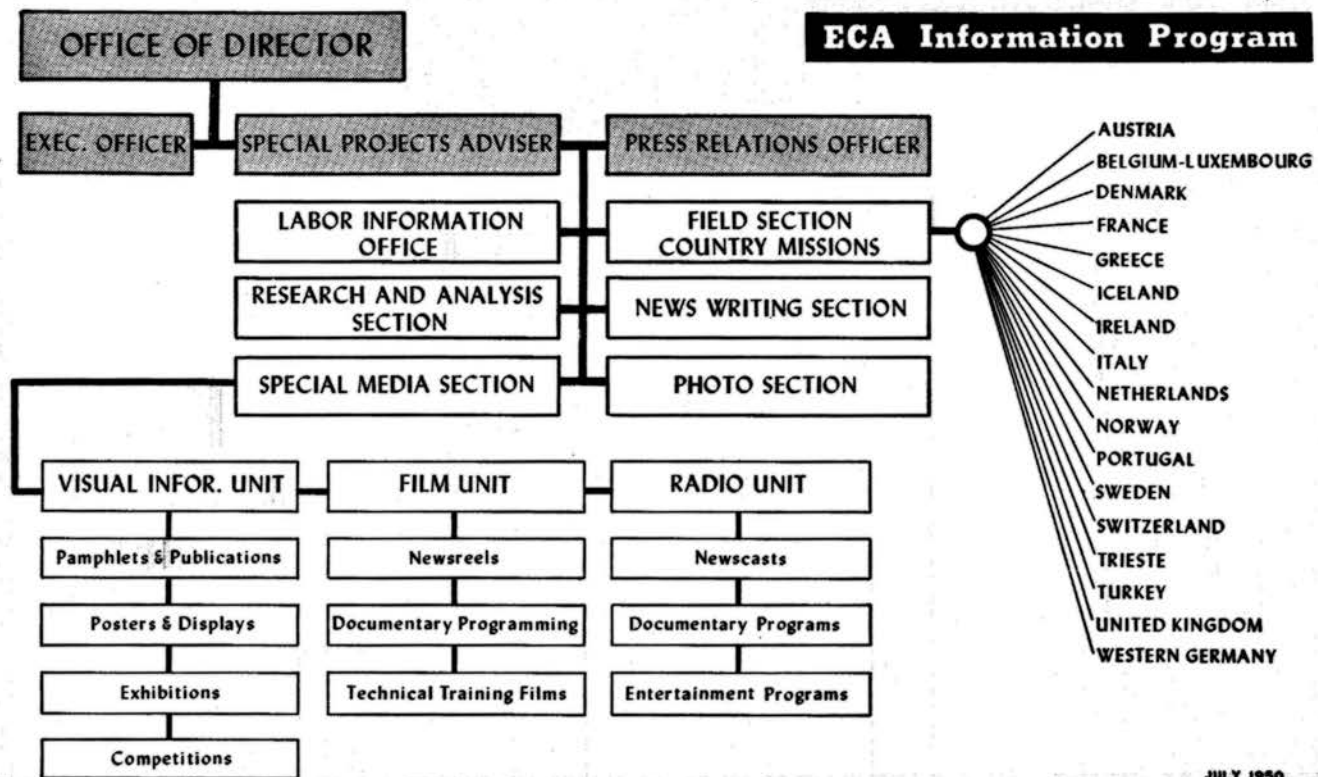 OFFICE OF DIRECTOR
ECA Information Program
EXEC. OFFICER
SPECIAL PROJECTS ADVISER
PRESS RELATIONS OFFICER
LABOR INFORMATION
OFFICE
FIELD SECTION
COUNTRY MISSIONS
RESEARCH AND ANALYSIS
SECTION
NEWS WRITING SECTION
SPECIAL MEDIA SECTION
PHOTO SECTION
AUSTRIA
BELGIUM-LUXEMBOURG
DENMARK
FRANCE
GREECE
ICELAND
IRELAND
ITALY
NETHERLANDS
NORWAY
PORTUGAL
SWEDEN
SWITZERLAND
TRIESTE
TURKEY
UNITED KINGDOM
WESTERN GERMANY
VISUAL INFOR. UNIT
FILM UNIT
RADIO UNIT
Pamphlets & Publications
Newsreels
Newscasts
Posters & Displays
Documentary Programming
Documentary Programs
Exhibitions
Technical Training Films
Entertainment Programs
Competitions
JULY 1950